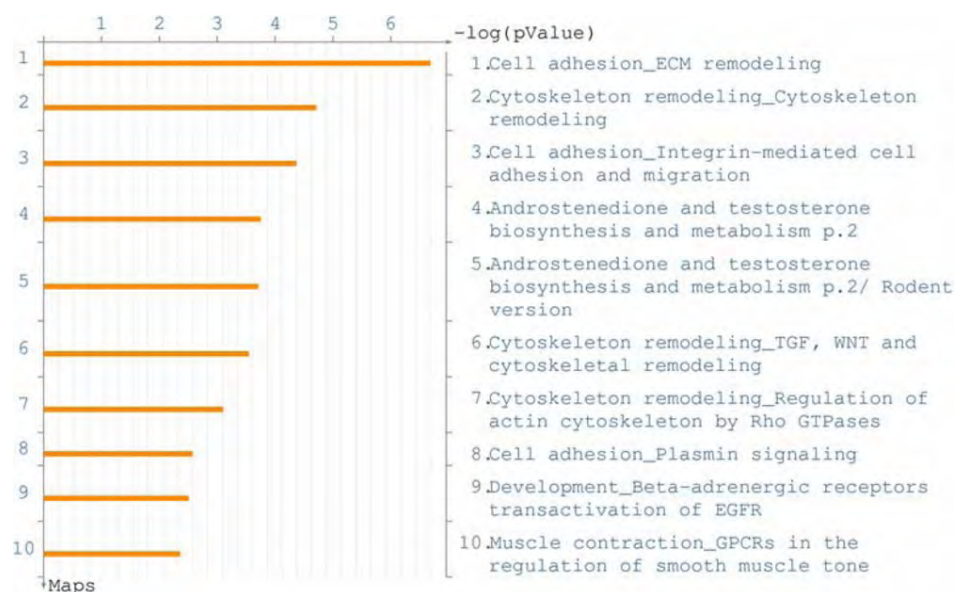 1 2 3 4 5 6
-log(pValue)
1 1.Cell adhesion_ECM remodeling
2 2.Cytoskeleton remodeling_Cytoskeleton
remodeling
3 3.Cell adhesion_Integrin-mediated cell
adhesion and migration
4 4.Androstenedione and testosterone
biosynthesis and metabolism p.2
5 5.Androstenedione and testosterone
biosynthesis and metabolism p.2/ Rodent
version
6 6.Cytoskeleton remodeling_TGF, WNT and
cytoskeletal remodeling
7 7.Cytoskeleton remodeling_Regulation of
actin cytoskeleton by Rho GTPases
8 8.Cell adhesion_Plasmin signaling
9 9.Development_Beta-adrenergic receptors
transactivation of EGFR
10 10.Muscle contraction_GPCRs in the
regulation of smooth muscle tone
Maps